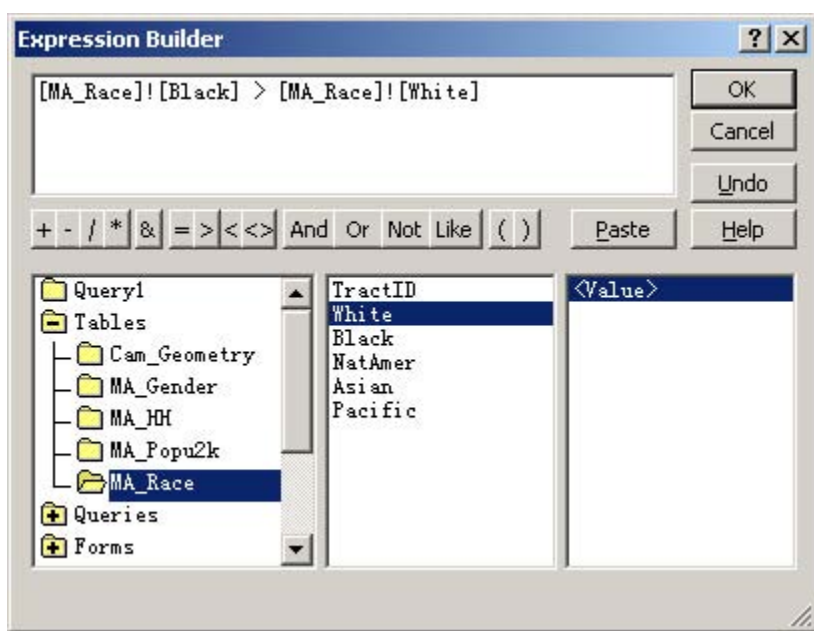 Expression Builder
[MA_Race]![Black] > [MA_Race]![White]
OK
Cancel
Undo
+ - / * & = > < <> And Or Not Like ( ) Paste Help
Query1
Tables
Cam_Geometry
MA_Gender
MA_HH
MA_Popu2k
MA_Race
Queries
Forms
TractID
White
Black
NatAmer
Asian
Pacific
<Value>